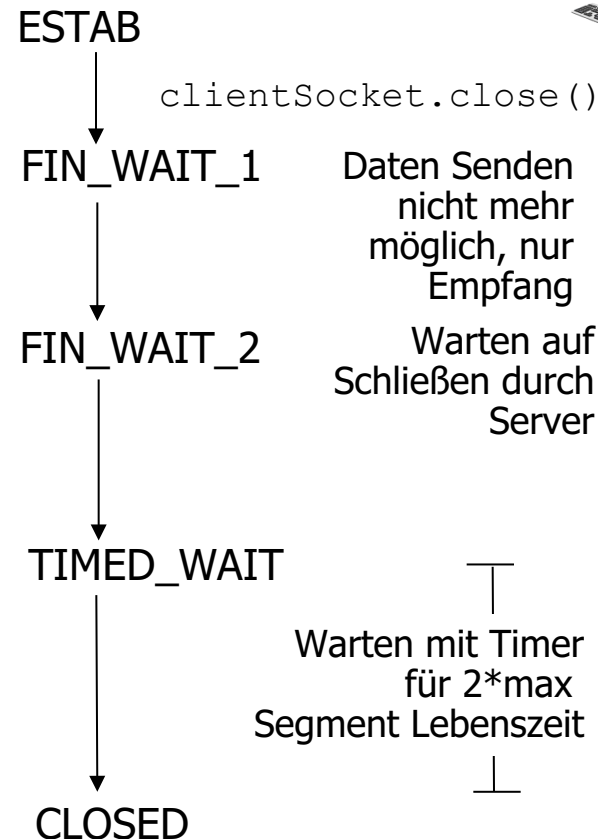 ESTAB
clientSocket.close()
FIN_WAIT_1
Daten Senden
nicht mehr
möglich, nur
Empfang
FIN_WAIT_2
Warten auf
Schließen durch
Server
TIMED_WAIT
Warten mit Timer
für 2*max
Segment Lebenszeit
CLOSED